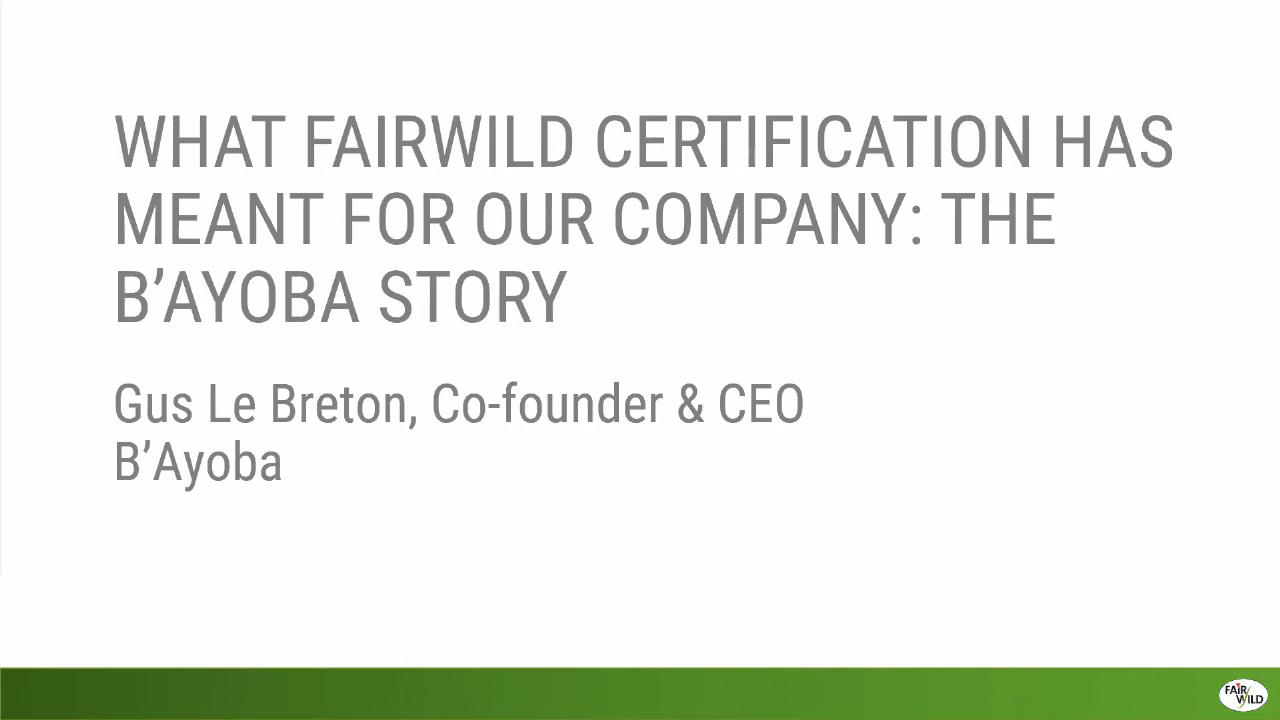 WHAT FAIRWILD CERTIFICATION HAS
MEANT FOR OUR COMPANY: THE
B’AYOBA STORY
Gus Le Breton, Co-founder & CEO
B’Ayoba
FAIR
WILD